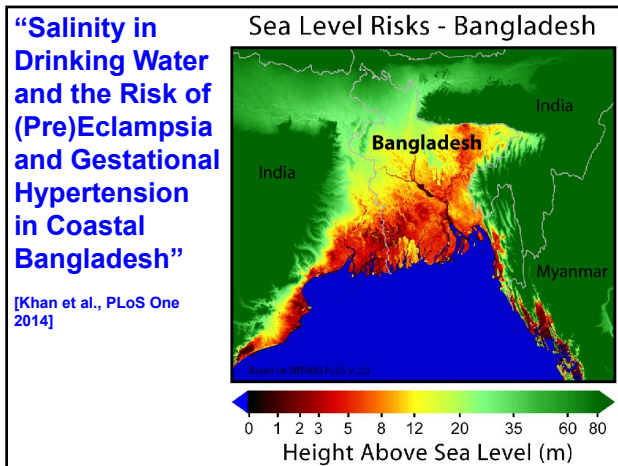 “Salinity in
Drinking Water
and the Risk of
(Pre)Eclampsia
and Gestational
Hypertension
in Coastal
Bangladesh”
[Khan et al., PLoS One
2014]
Sea Level Risks - Bangladesh
India
Bangladesh
India
Myanmar
Based on
0 1 2 3 5 8 12 20 35 60 80
Height Above Sea Level (m)